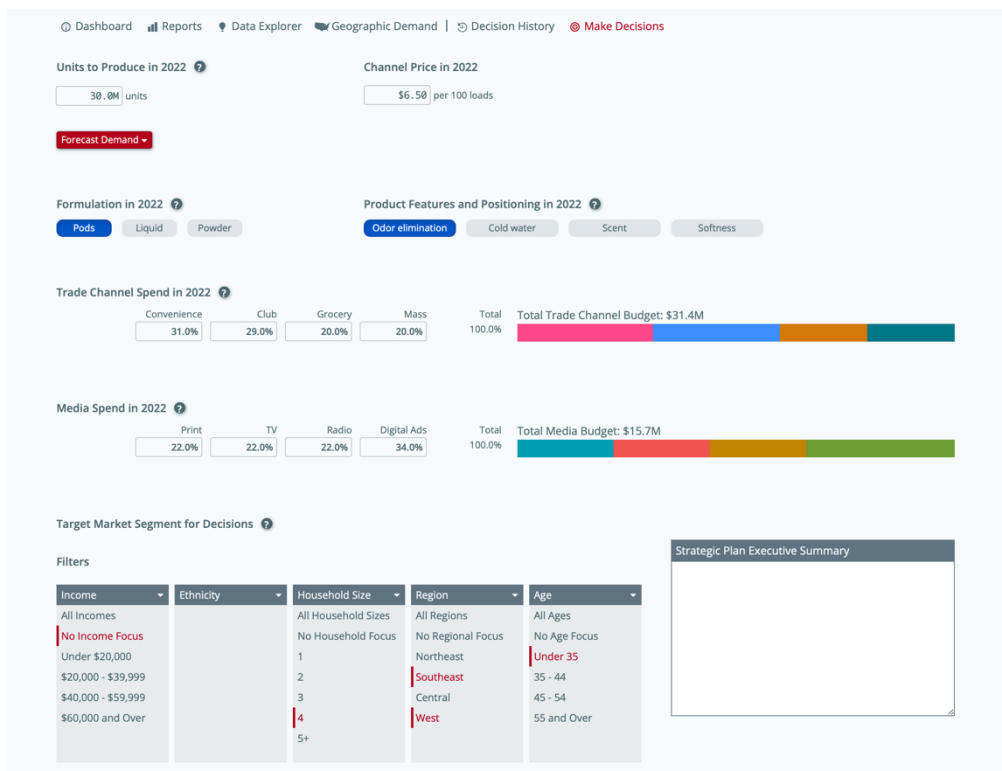 Dashboard Reports Data Explorer Geographic Demand | Decision History Make Decisions
Units to Produce in 2022 ? Channel Price in 2022
30.0M units $6.50 per 100 loads
Forecast Demand
Formulation in 2022 ? Product Features and Positioning in 2022 ?
Pods Liquid Powder Odor elimination Cold water Scent Softness
Trade Channel Spend in 2022 ?
Convenience Club Grocery Mass Total Total Trade Channel Budget: $31.4M
31.0% 29.0% 20.0% 20.0% 100.0%
Media Spend in 2022 ?
Print TV Radio Digital Ads Total Total Media Budget: $15.7M
22.0% 22.0% 22.0% 34.0% 100.0%
Target Market Segment for Decisions ?
Strategic Plan Executive Summary
Filters
Income Ethnicity Household Size Region Age
All Incomes All Household Sizes All Regions All Ages
No Income Focus No Household Focus No Regional Focus No Age Focus
Under $20,000 1 Northeast Under 35
$20,000 - $39,999 2 Southeast 35 - 44
$40,000 - $59,999 3 Central 45 - 54
$60,000 and Over 4 West 55 and Over
5+